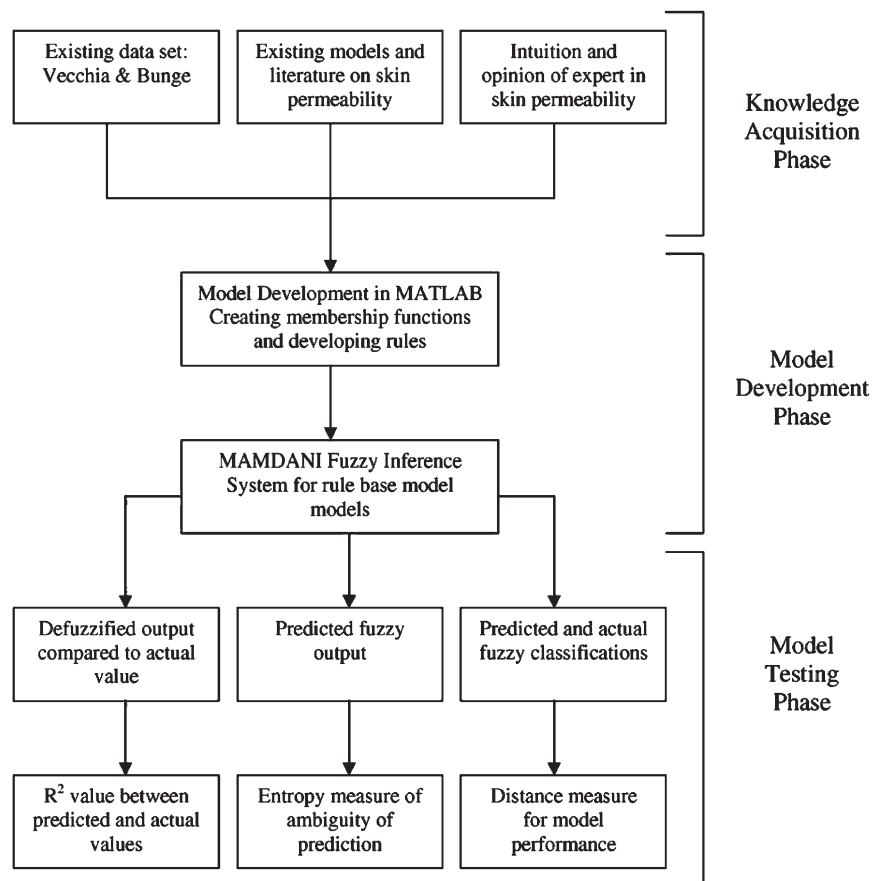 Existing data set:
Vecchia & Bunge
Existing models and
literature on skin
permeability
Intuition and
opinion of expert in
skin permeability
Knowledge
Acquisition
Phase
Model Development in MATLAB
Creating membership functions
and developing rules
Model
Development
Phase
MAMDANI Fuzzy Inference
System for rule base model
models
Defuzzified output
compared to actual
value
Predicted fuzzy
output
Predicted and actual
fuzzy classifications
Model
Testing
Phase
R² value between
predicted and actual
values
Entropy measure of
ambiguity of
prediction
Distance measure
for model
performance